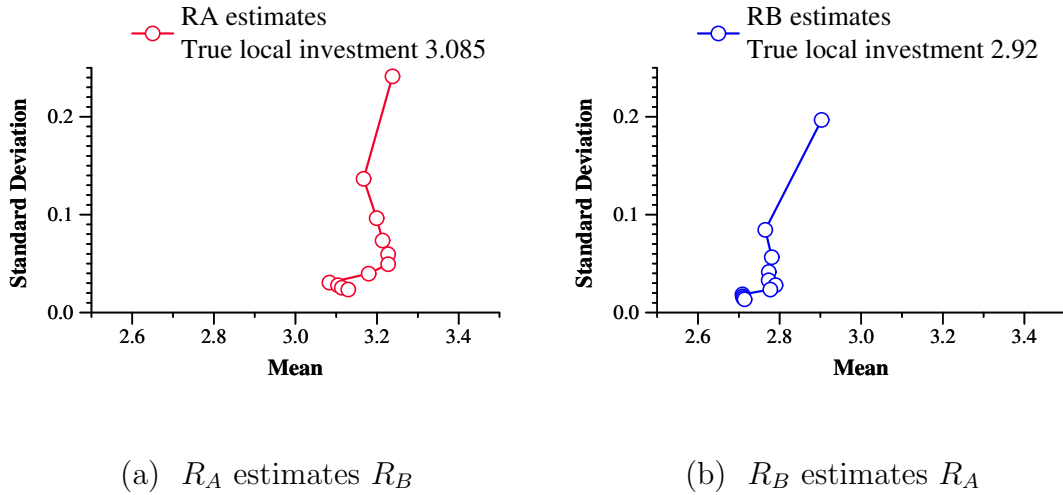 RA estimates
True local investment 3.085
Standard Deviation
0.2
0.1
0.0
2.6 2.8 3.0 3.2 3.4
Mean
(a) R_A estimates R_B
RB estimates
True local investment 2.92
Standard Deviation
0.2
0.1
0.0
2.6 2.8 3.0 3.2 3.4
Mean
(b) R_B estimates R_A